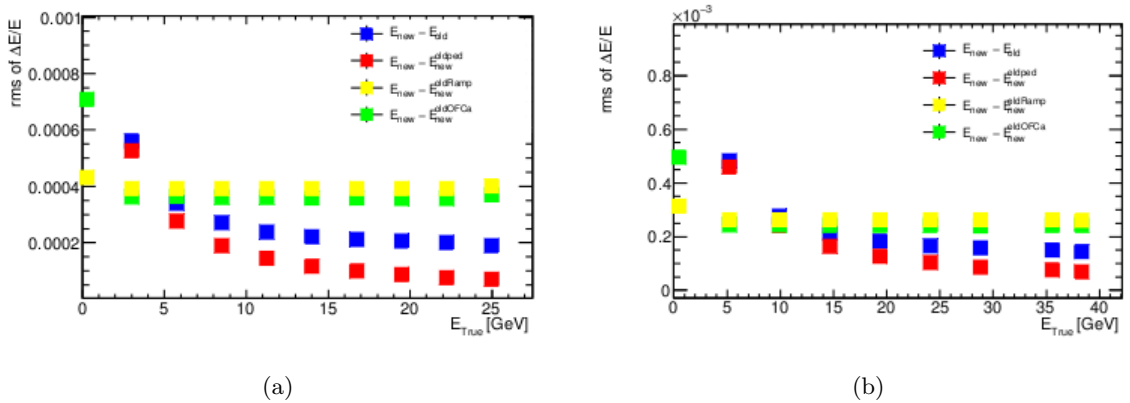 0.001
0.0008
0.0006
0.0004
0.0002
rms of ΔE/E
E_new − E_old
E_new − E_new^oldped
E_new − E_new^oldRamp
E_new − E_new^oldOFCa
0 5 10 15 20 25
E_True [GeV]
(a)
×10⁻³
0.8
0.6
0.4
0.2
0
rms of ΔE/E
E_new − E_old
E_new − E_new^oldped
E_new − E_new^oldRamp
E_new − E_new^oldOFCa
0 5 10 15 20 25 30 35 40
E_True [GeV]
(b)